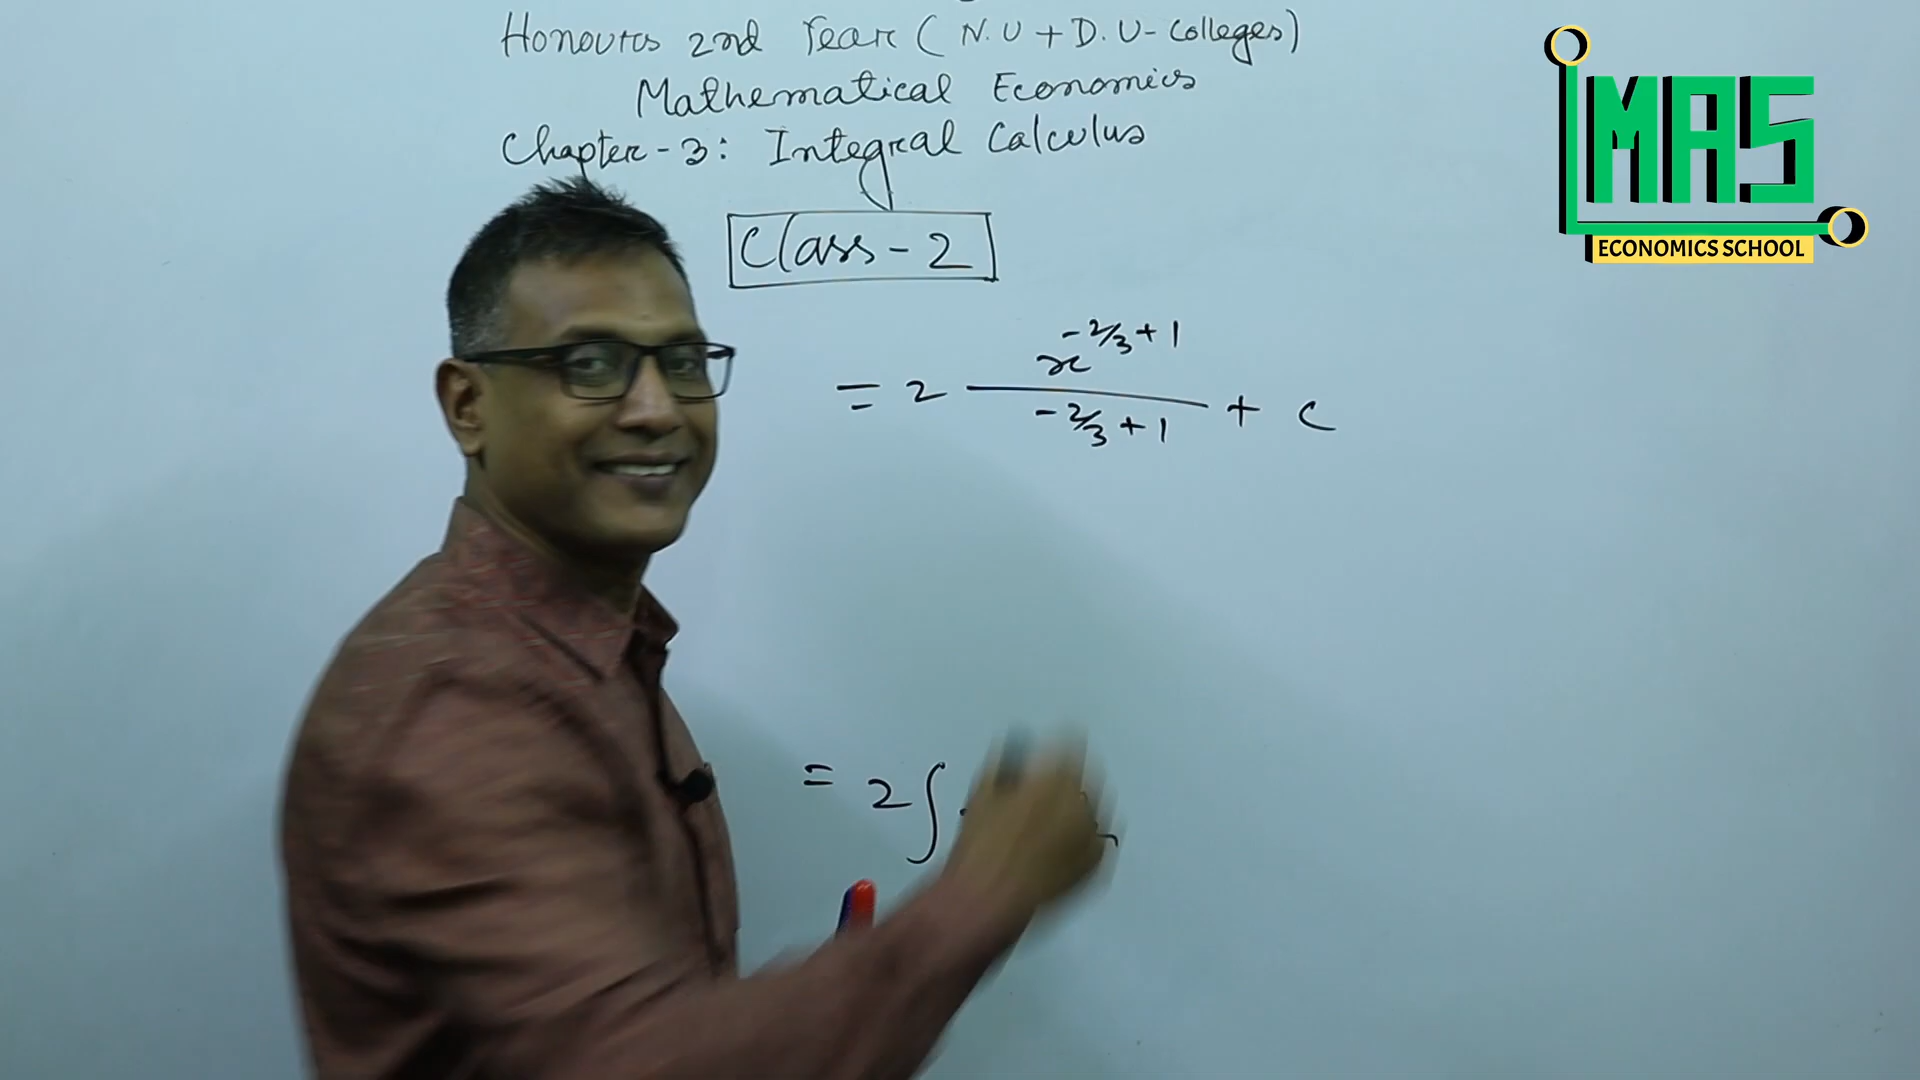 Honours 2nd Year (N.U + D.U - Colleges)
Mathematical Economics
Chapter - 3: Integral Calculus
Class - 2
= 2 x^(-2/3 + 1) / (-2/3 + 1) + c
= 2 ∫
MAS
ECONOMICS SCHOOL